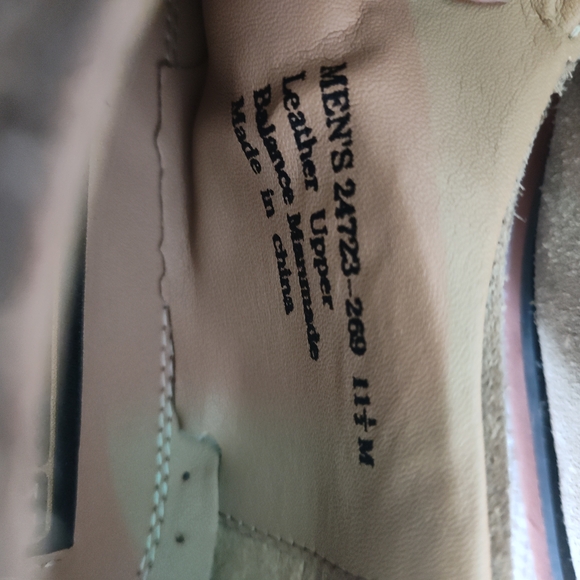 MEN'S 24723-269 11½ M
Leather Upper
Balance Manmade
Made in china